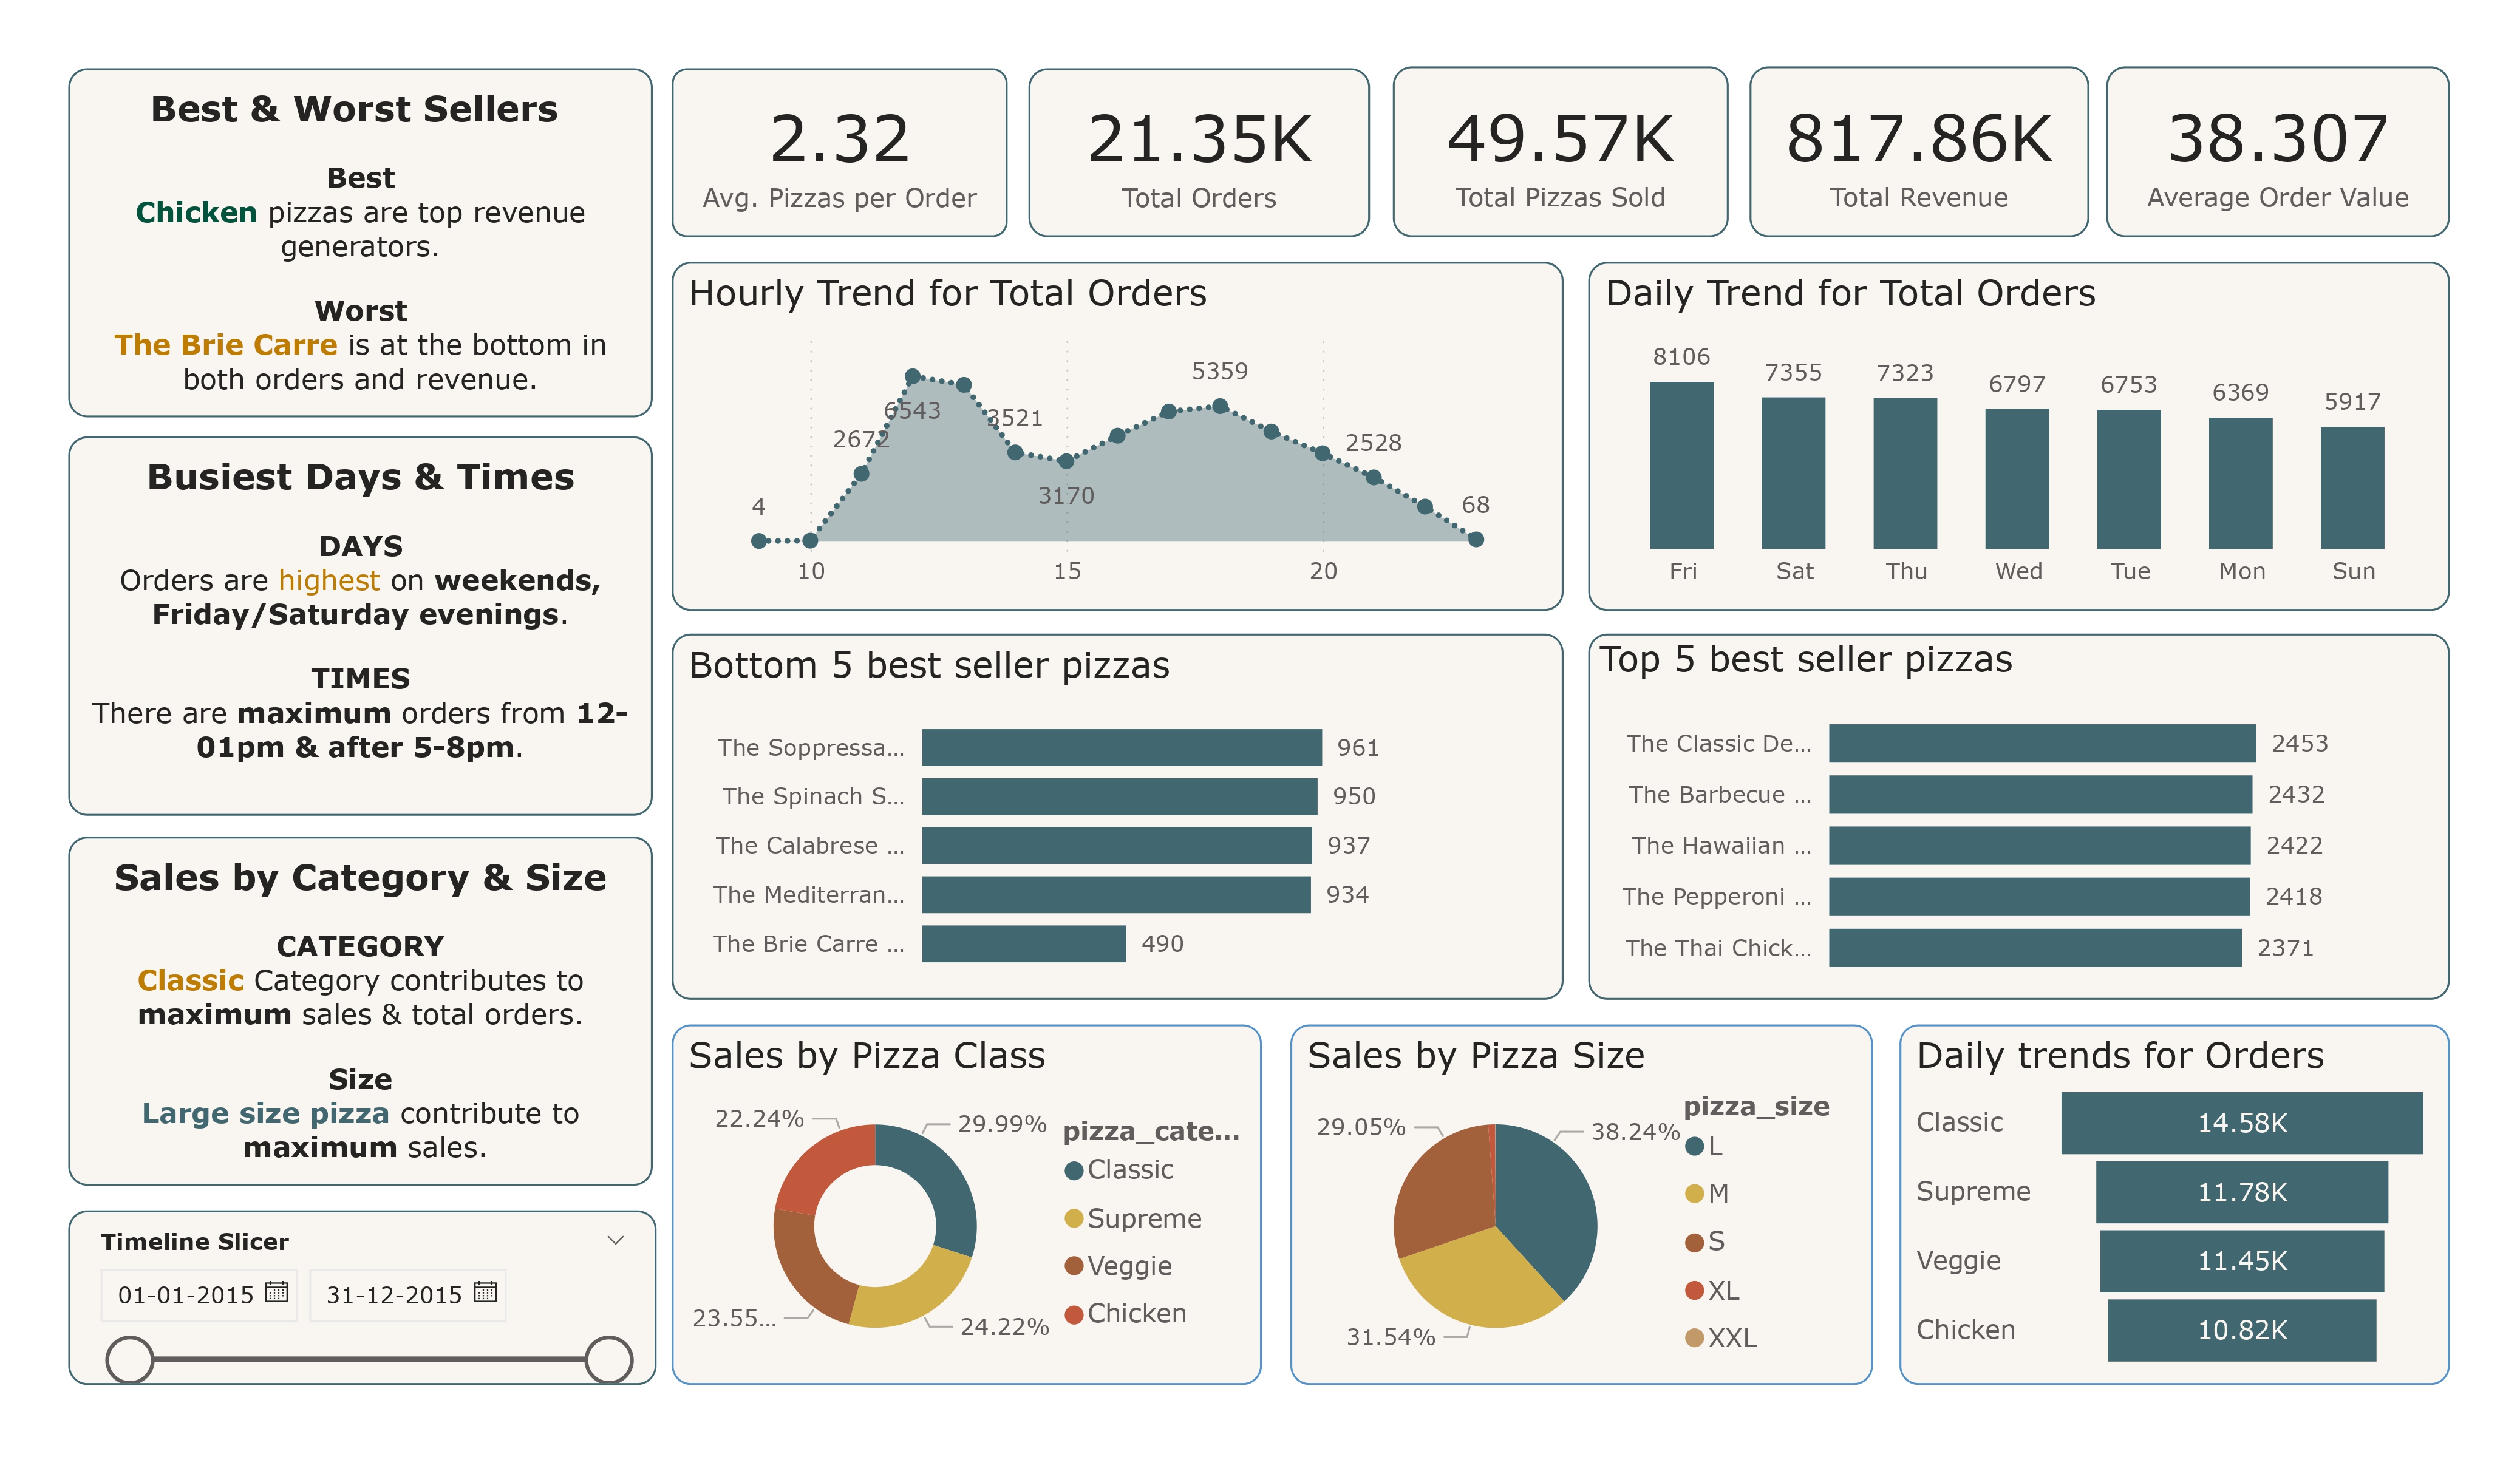 Best & Worst Sellers
Best
Chicken pizzas are top revenue
generators.
Worst
The Brie Carre is at the bottom in
both orders and revenue.
Busiest Days & Times
DAYS
Orders are highest on weekends,
Friday/Saturday evenings.
TIMES
There are maximum orders from 12-
01pm & after 5-8pm.
Sales by Category & Size
CATEGORY
Classic Category contributes to
maximum sales & total orders.
Size
Large size pizza contribute to
maximum sales.
Timeline Slicer
01-01-2015
31-12-2015
2.32
Avg. Pizzas per Order
21.35K
Total Orders
49.57K
Total Pizzas Sold
817.86K
Total Revenue
38.307
Average Order Value
Hourly Trend for Total Orders
4
2672
6543
3521
3170
5359
2528
68
10
15
20
Daily Trend for Total Orders
8106
7355
7323
6797
6753
6369
5917
Fri
Sat
Thu
Wed
Tue
Mon
Sun
Bottom 5 best seller pizzas
The Soppressa... 961
The Spinach S... 950
The Calabrese ... 937
The Mediterran... 934
The Brie Carre ... 490
Top 5 best seller pizzas
The Classic De... 2453
The Barbecue ... 2432
The Hawaiian ... 2422
The Pepperoni ... 2418
The Thai Chick... 2371
Sales by Pizza Class
22.24%
29.99%
23.55...
24.22%
pizza_cate...
Classic
Supreme
Veggie
Chicken
Sales by Pizza Size
29.05%
38.24%
31.54%
pizza_size
L
M
S
XL
XXL
Daily trends for Orders
Classic 14.58K
Supreme 11.78K
Veggie 11.45K
Chicken 10.82K